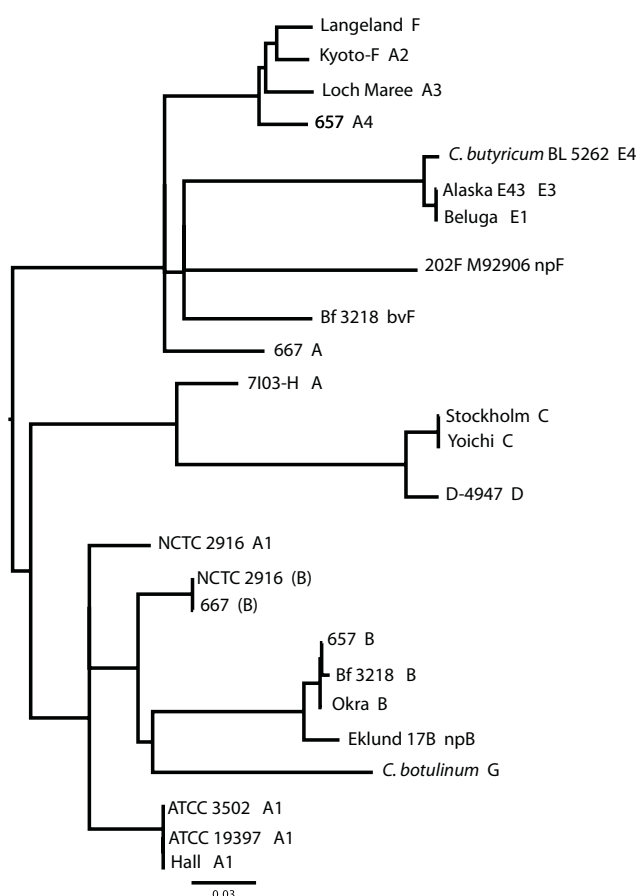 Langeland F
Kyoto-F A2
Loch Maree A3
657 A4
C. butyricum BL 5262 E4
Alaska E43 E3
Beluga E1
202F M92906 npF
Bf 3218 bvF
667 A
7I03-H A
Stockholm C
Yoichi C
D-4947 D
NCTC 2916 A1
NCTC 2916 (B)
667 (B)
657 B
Bf 3218 B
Okra B
Eklund 17B npB
C. botulinum G
ATCC 3502 A1
ATCC 19397 A1
Hall A1
0.03